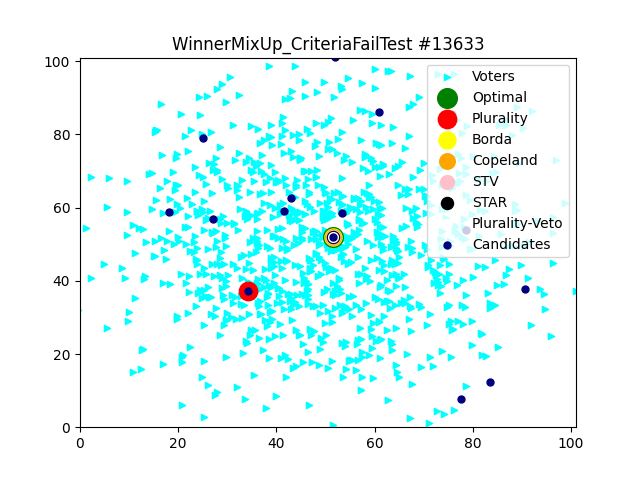 WinnerMixUp_CriteriaFailTest #13633
Voters
Optimal
Plurality
Borda
Copeland
STV
STAR
Plurality-Veto
Candidates
100
80
60
40
20
0
0 20 40 60 80 100